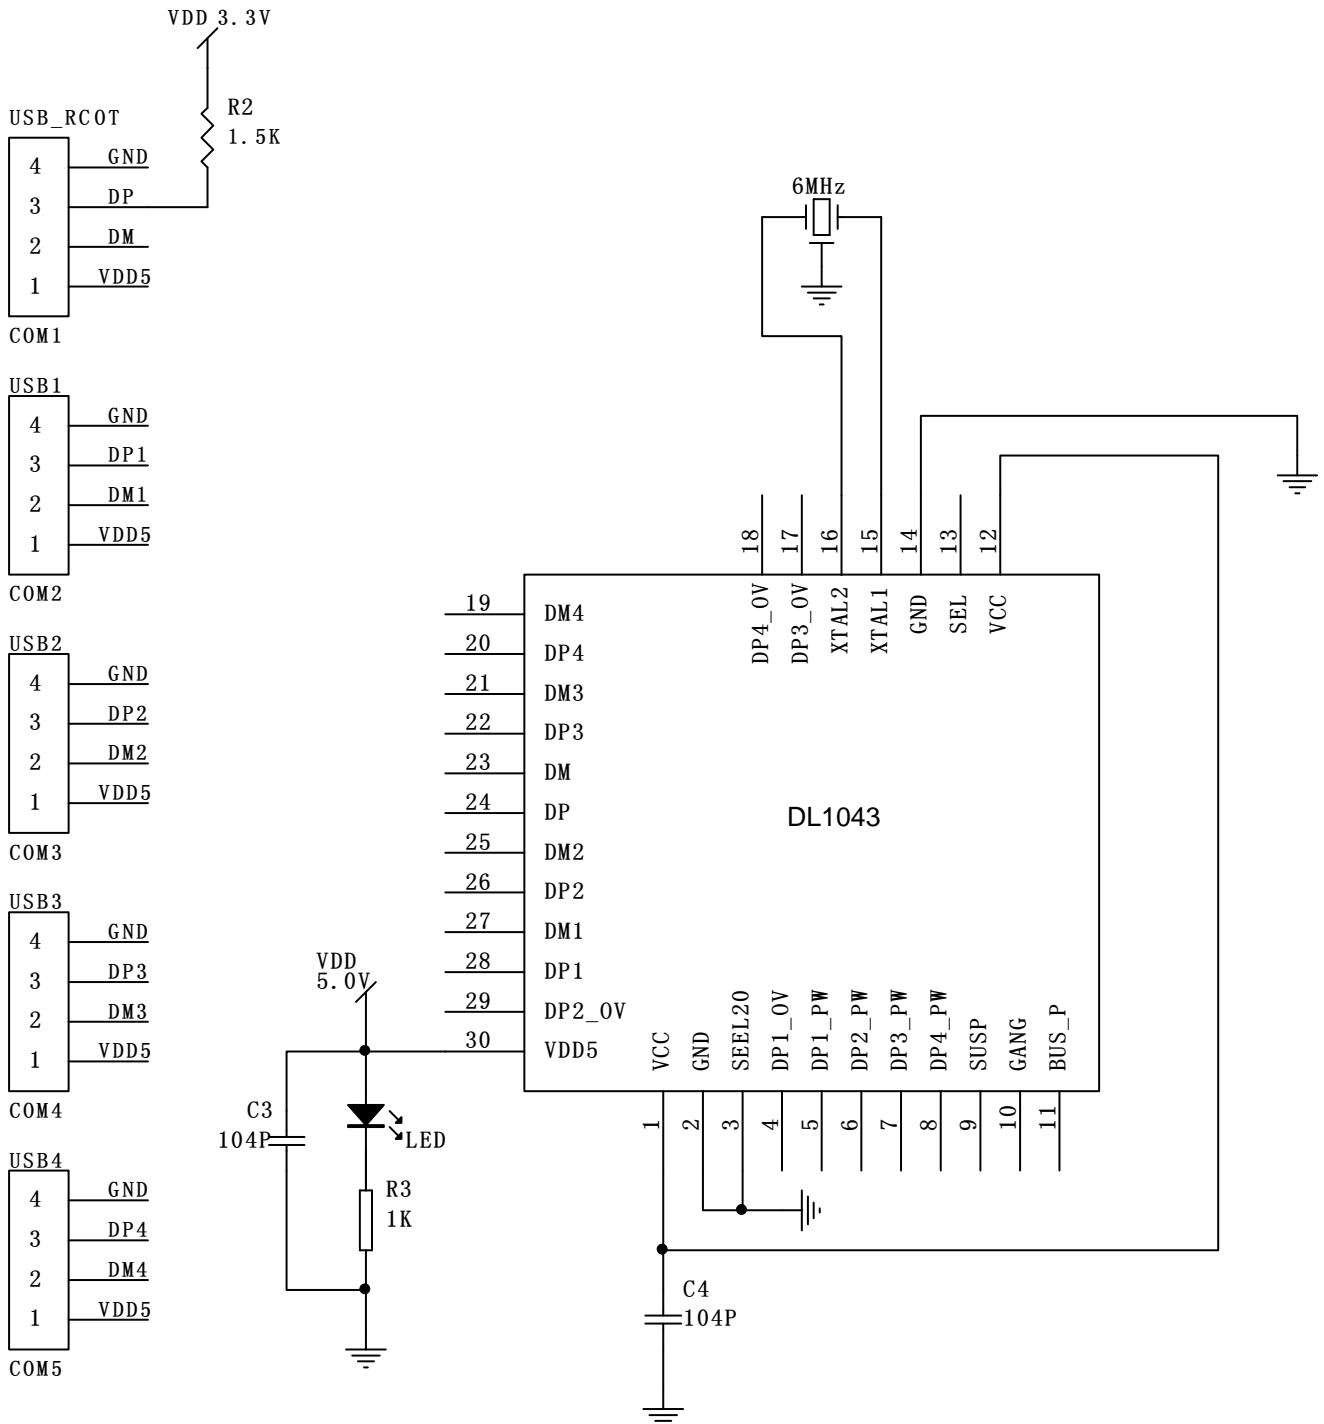 VDD 3.3V
R2
1.5K
USB_RCOT
4 GND
3 DP
2 DM
1 VDD5
COM1
USB1
4 GND
3 DP1
2 DM1
1 VDD5
COM2
USB2
4 GND
3 DP2
2 DM2
1 VDD5
COM3
USB3
4 GND
3 DP3
2 DM3
1 VDD5
COM4
USB4
4 GND
3 DP4
2 DM4
1 VDD5
COM5
6MHz
18 DP4_OV
17 DP3_OV
16 XTAL2
15 XTAL1
14 GND
13 SEL
12 VCC
19 DM4
20 DP4
21 DM3
22 DP3
23 DM
24 DP
25 DM2
26 DP2
27 DM1
28 DP1
29 DP2_OV
30 VDD5
DL1043
VCC 1
GND 2
SEEL20 3
DP1_OV 4
DP1_PW 5
DP2_PW 6
DP3_PW 7
DP4_PW 8
SUSP 9
GANG 10
BUS_P 11
VDD
5.0V
C3
104P
LED
R3
1K
C4
104P